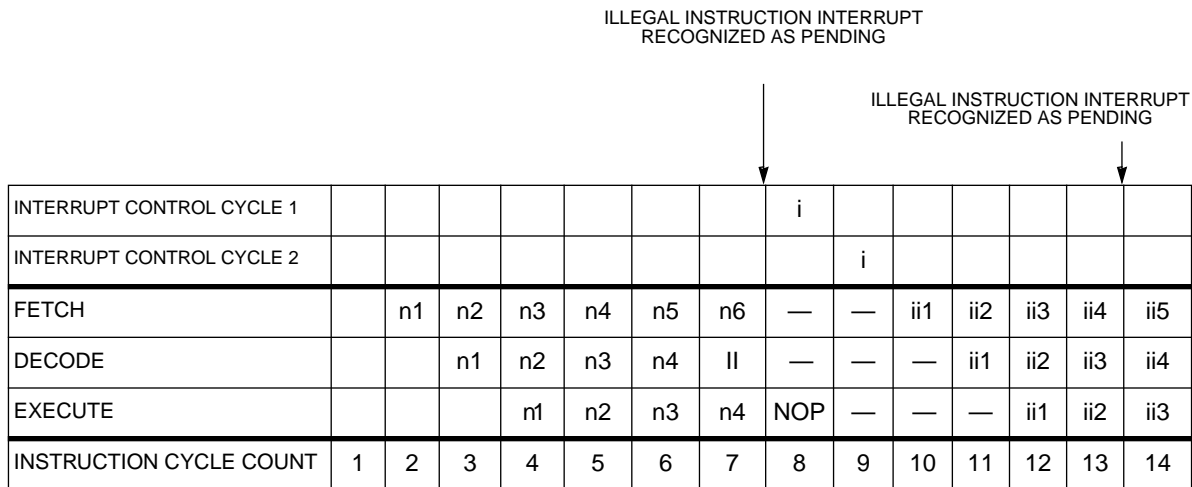 ILLEGAL INSTRUCTION INTERRUPT
RECOGNIZED AS PENDING
ILLEGAL INSTRUCTION INTERRUPT
RECOGNIZED AS PENDING
INTERRUPT CONTROL CYCLE 1 i
INTERRUPT CONTROL CYCLE 2 i
FETCH n1 n2 n3 n4 n5 n6 — — ii1 ii2 ii3 ii4 ii5
DECODE n1 n2 n3 n4 II — — — ii1 ii2 ii3 ii4
EXECUTE n1 n2 n3 n4 NOP — — — ii1 ii2 ii3
INSTRUCTION CYCLE COUNT 1 2 3 4 5 6 7 8 9 10 11 12 13 14